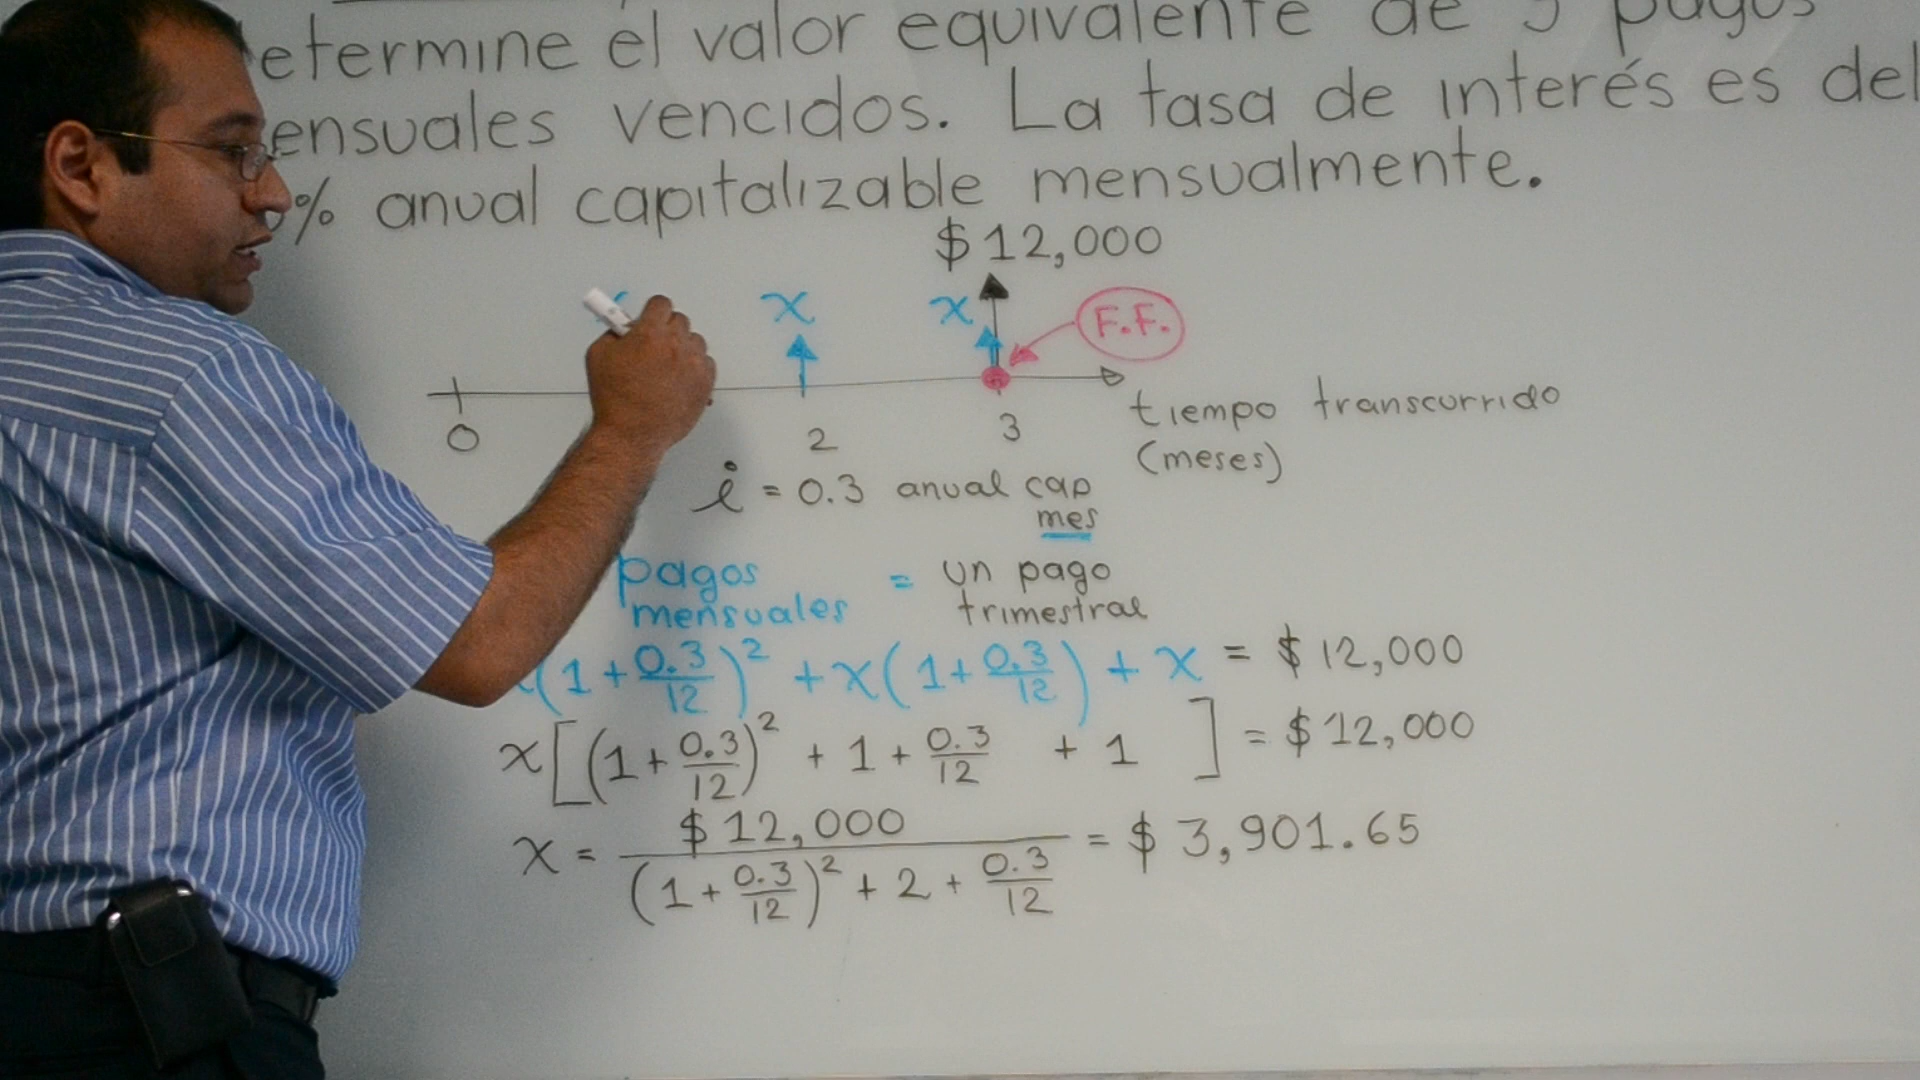 etermine el valor equivalente de 3 pagos
ensuales vencidos. La tasa de interés es del
% anual capitalizable mensualmente.
$12,000
x x F.F.
0 2 3
tiempo transcurrido
(meses)
i = 0.3 anual cap
mes
pagos = un pago
mensuales trimestral
(1+0.3/12)² + x(1+0.3/12) + x = $12,000
x[(1+0.3/12)² + 1 + 0.3/12 + 1] = $12,000
x = $12,000/((1+0.3/12)² + 2 + 0.3/12) = $3,901.65